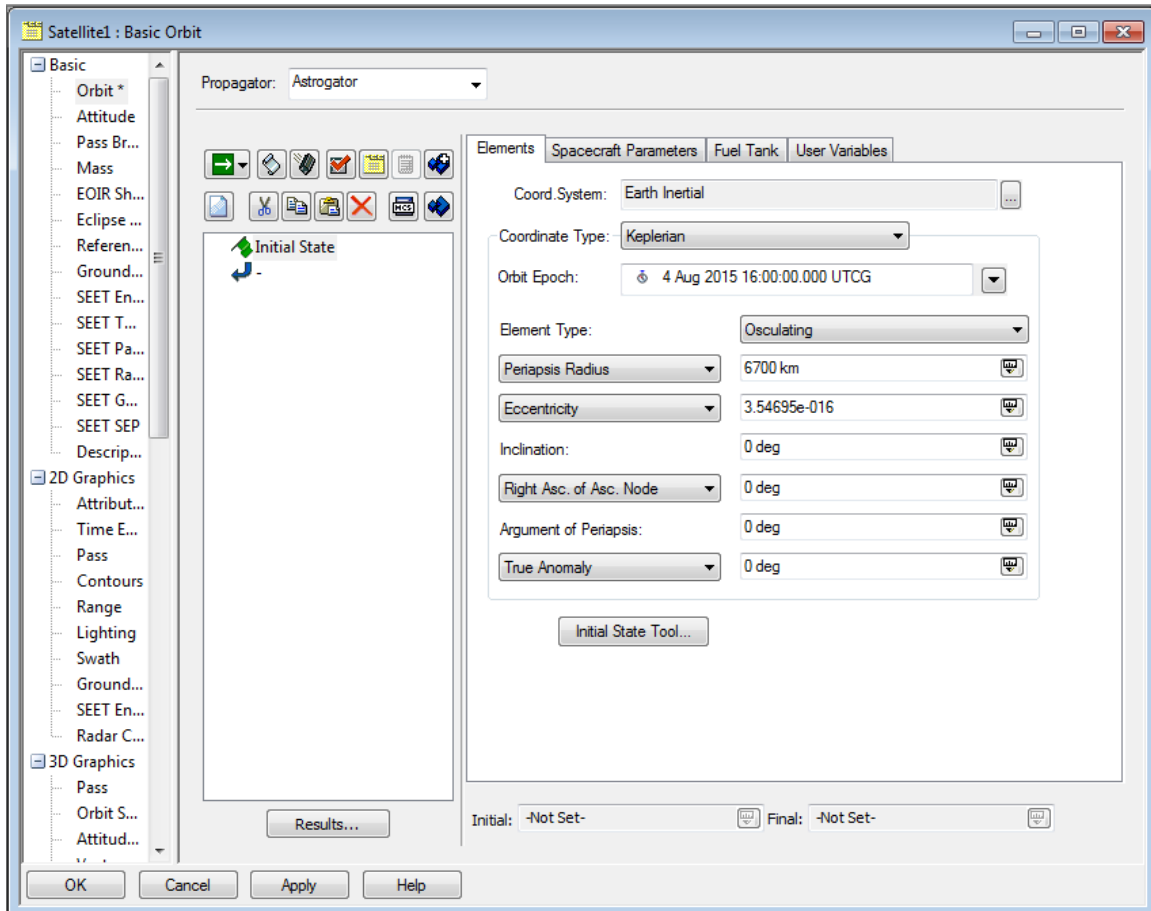 Satellite1 : Basic Orbit
Basic
Orbit *
Attitude
Pass Br...
Mass
EOIR Sh...
Eclipse ...
Referen...
Ground...
SEET En...
SEET T...
SEET Pa...
SEET Ra...
SEET G...
SEET SEP
Descrip...
2D Graphics
Attribut...
Time E...
Pass
Contours
Range
Lighting
Swath
Ground...
SEET En...
Radar C...
3D Graphics
Pass
Orbit S...
Attitud...
Propagator: Astrogator
MCS
Initial State
-
Results...
Elements Spacecraft Parameters Fuel Tank User Variables
Coord.System: Earth Inertial ...
Coordinate Type: Keplerian
Orbit Epoch: 4 Aug 2015 16:00:00.000 UTCG
Element Type: Osculating
Periapsis Radius 6700 km
Eccentricity 3.54695e-016
Inclination: 0 deg
Right Asc. of Asc. Node 0 deg
Argument of Periapsis: 0 deg
True Anomaly 0 deg
Initial State Tool...
Initial: -Not Set- Final: -Not Set-
OK Cancel Apply Help